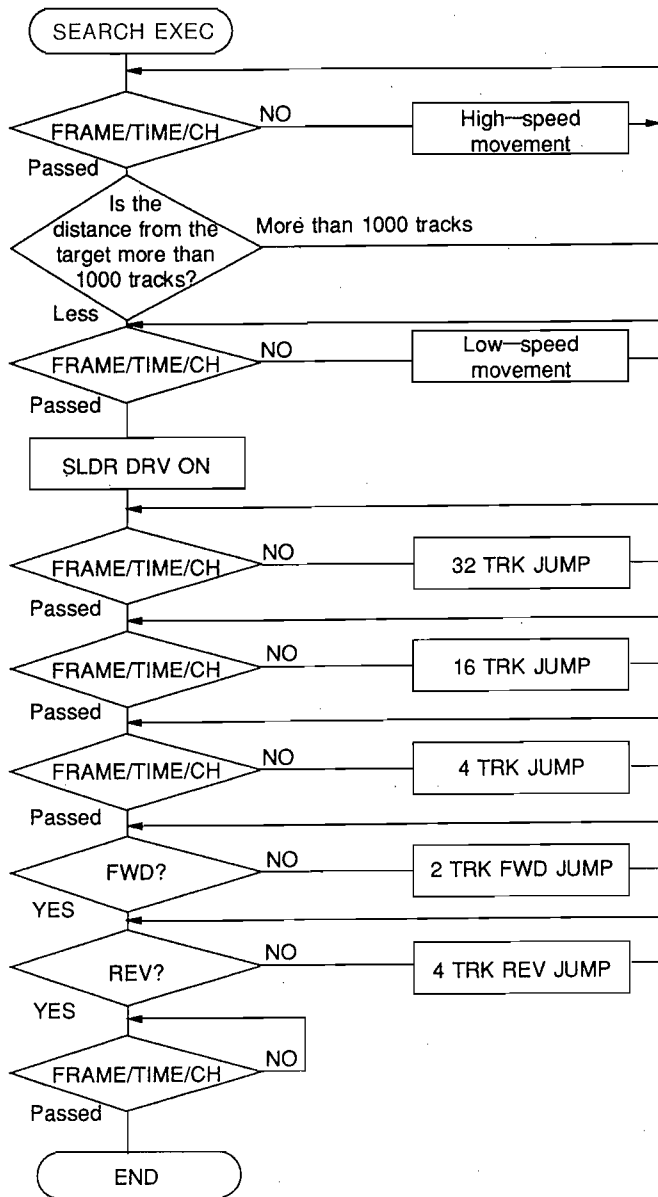 SEARCH EXEC
FRAME/TIME/CH
NO
High—speed
movement
Passed
Is the
distance from the
target more than
1000 tracks?
More than 1000 tracks
Less
FRAME/TIME/CH
NO
Low—speed
movement
Passed
SLDR DRV ON
FRAME/TIME/CH
NO
32 TRK JUMP
Passed
FRAME/TIME/CH
NO
16 TRK JUMP
Passed
FRAME/TIME/CH
NO
4 TRK JUMP
Passed
FWD?
NO
2 TRK FWD JUMP
YES
REV?
NO
4 TRK REV JUMP
YES
FRAME/TIME/CH
NO
Passed
END